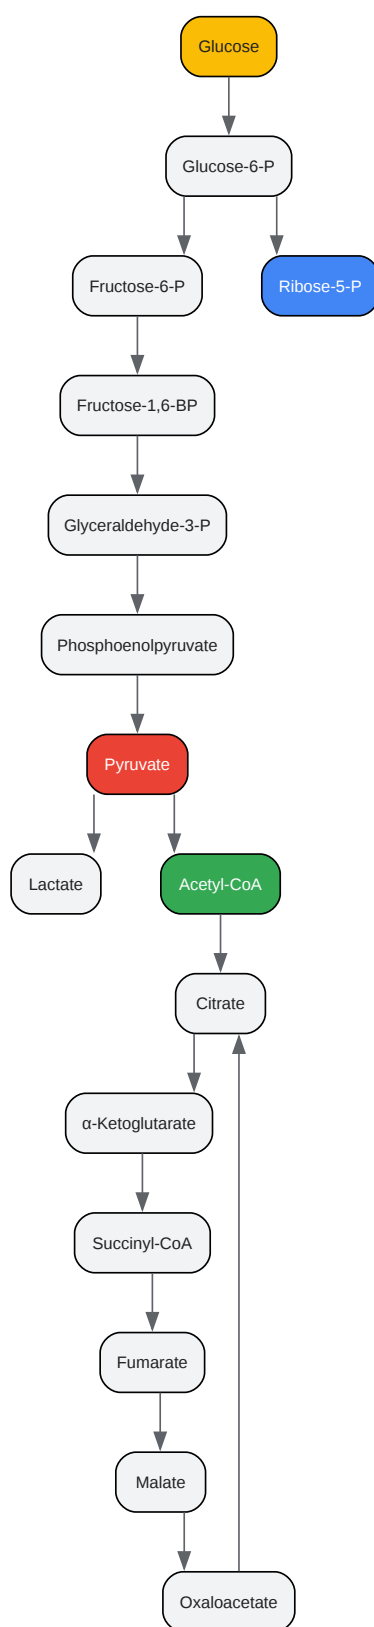 Glucose
Glucose-6-P
Fructose-6-P
Ribose-5-P
Fructose-1,6-BP
Glyceraldehyde-3-P
Phosphoenolpyruvate
Pyruvate
Lactate
Acetyl-CoA
Citrate
α-Ketoglutarate
Succinyl-CoA
Fumarate
Malate
Oxaloacetate